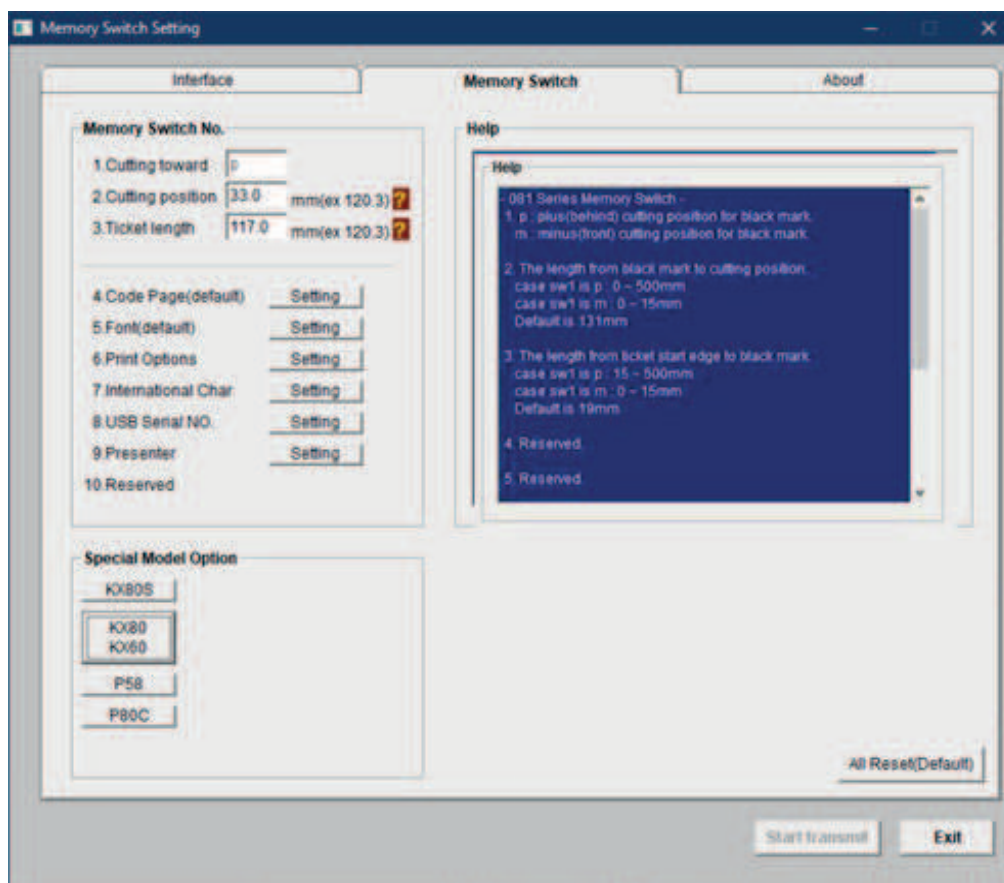 Memory Switch Setting
Interface
Memory Switch
About
Memory Switch No.
1.Cutting toward
2.Cutting position 33.0 mm(ex 120.3) ?
3.Ticket length 117.0 mm(ex 120.3) ?
4.Code Page(default) Setting
5.Font(default) Setting
6.Print Options Setting
7.International Char Setting
8.USB Serial NO. Setting
9.Presenter Setting
10.Reserved
Help
Help
- 081 Series Memory Switch -
1. p : plus(behind) cutting position for black mark.
m : minus(front) cutting position for black mark.
2. The length from black mark to cutting position.
case sw1 is p : 0 ~ 500mm
case sw1 is m : 0 ~ 15mm
Default is 131mm
3. The length from ticket start edge to black mark.
case sw1 is p : 15 ~ 500mm
case sw1 is m : 0 ~ 15mm
Default is 19mm
4. Reserved.
5. Reserved.
Special Model Option
KX80S
KX80
KX60
P58
P80C
All Reset(Default)
Start transmit
Exit